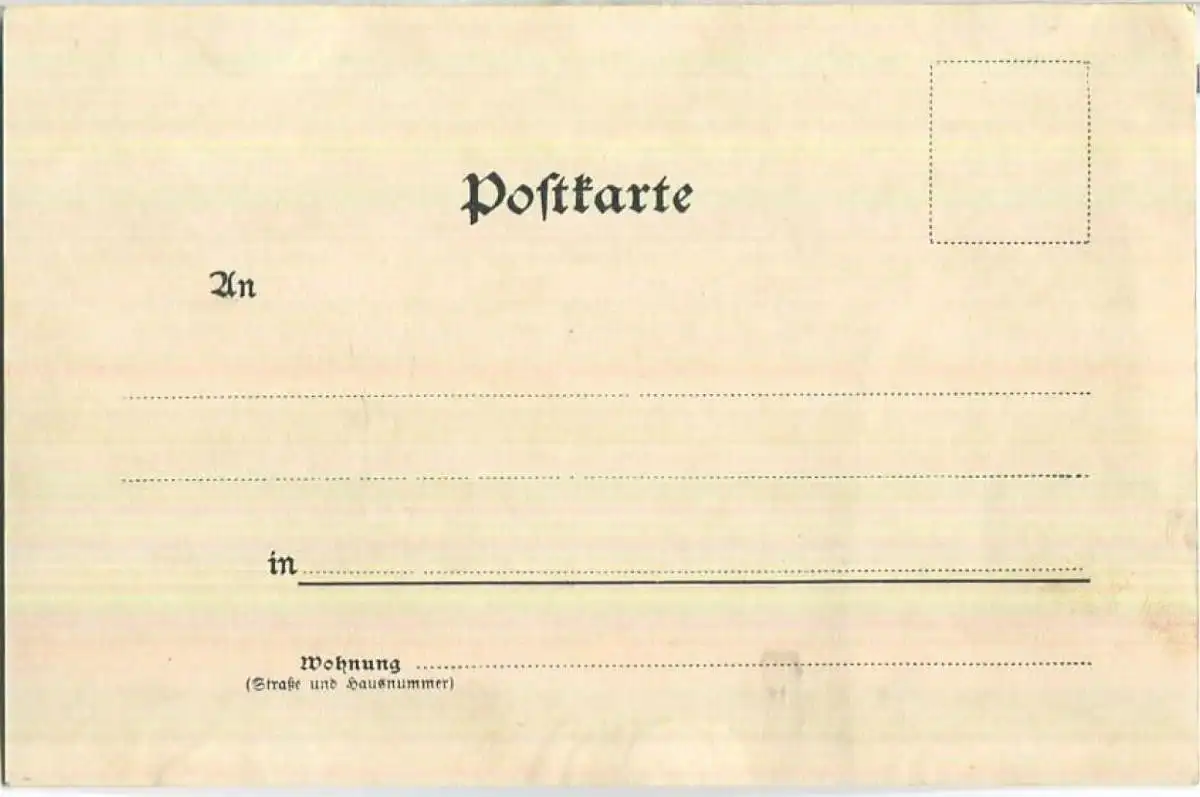 Poſtkarte
An
in
Wohnung
(Straße und Hausnummer)